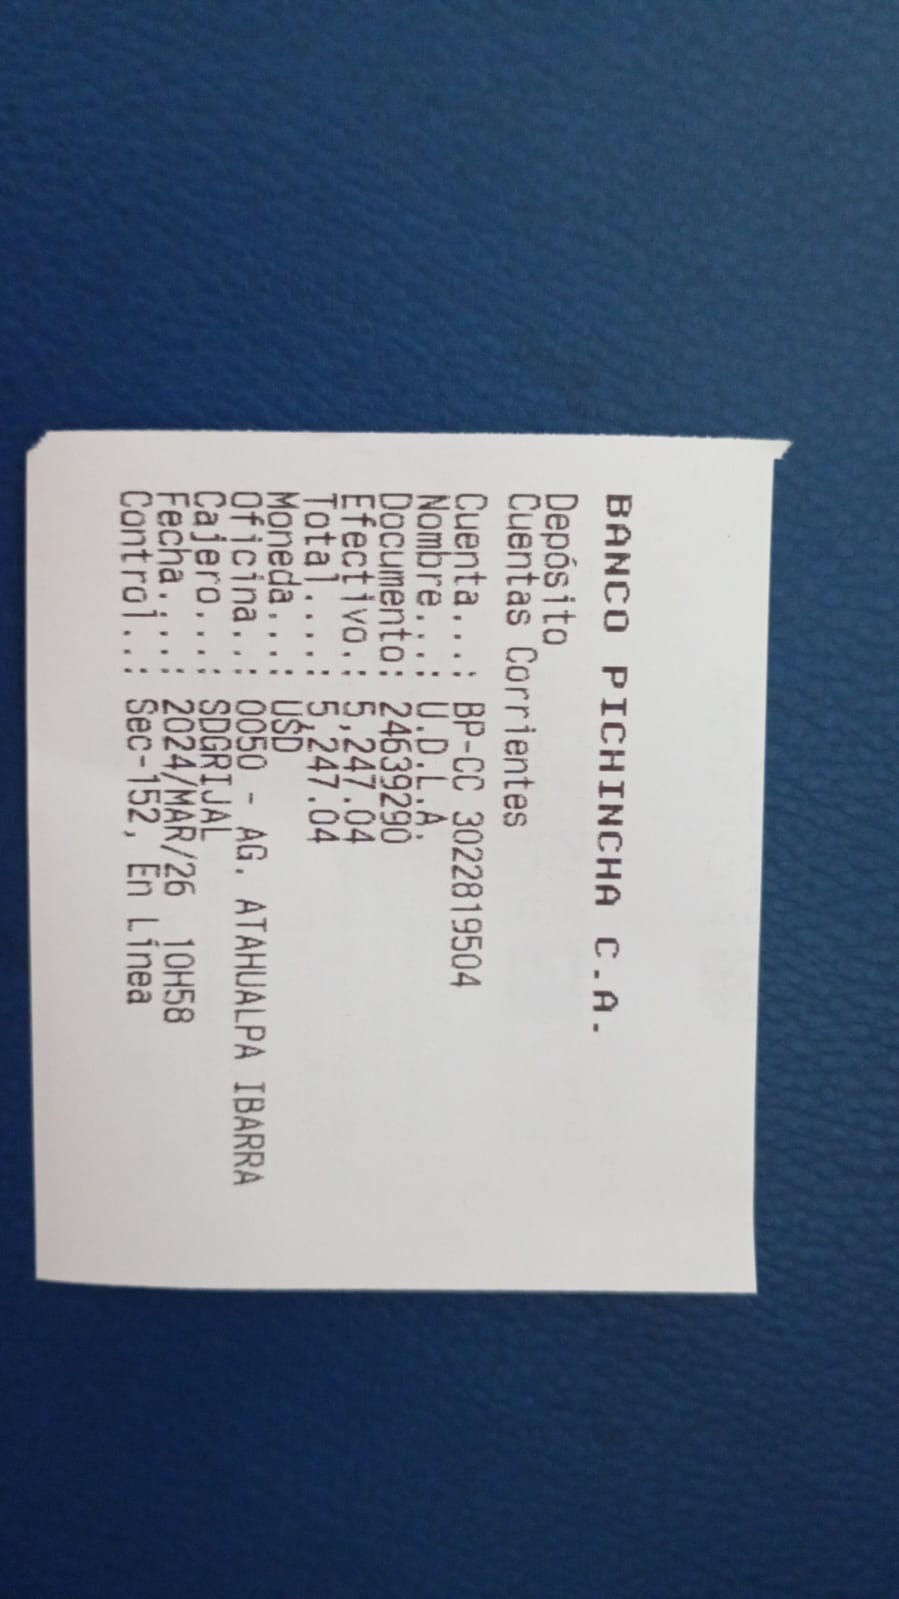 BANCO PICHINCHA C.A.
Depósito
Cuentas Corrientes
Cuenta...: BP-CC 3022819504
Nombre...: U.D.L.A.
Documento: 24639290
Efectivo.: 5,247.04
Total....: 5,247.04
Moneda...: USD
Oficina..: 0050 - AG. ATAHUALPA IBARRA
Cajero...: SDGRIJAL
Fecha....: 2024/MAR/26 10H58
Control..: Sec-152, En Línea